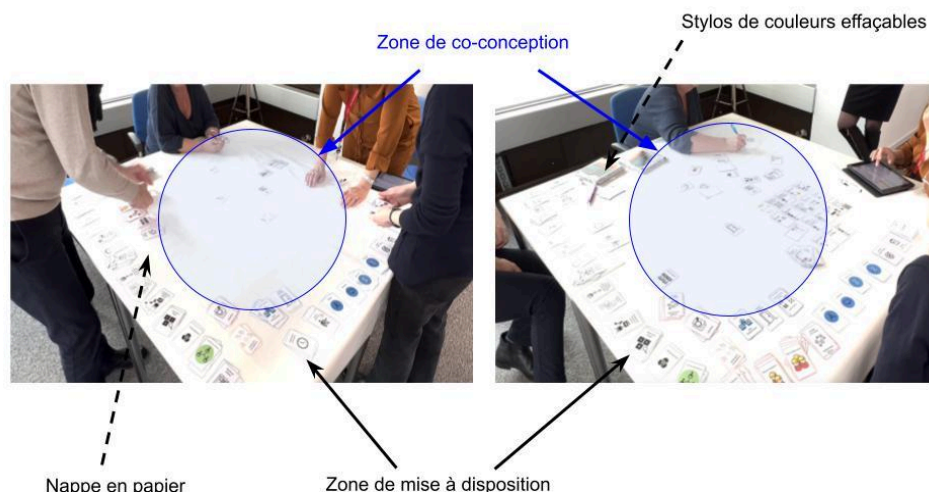 Stylos de couleurs effaçables
Zone de co-conception
Nappe en papier
Zone de mise à disposition